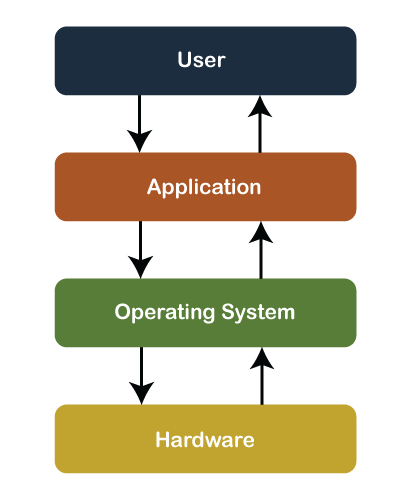 User
Application
Operating System
Hardware